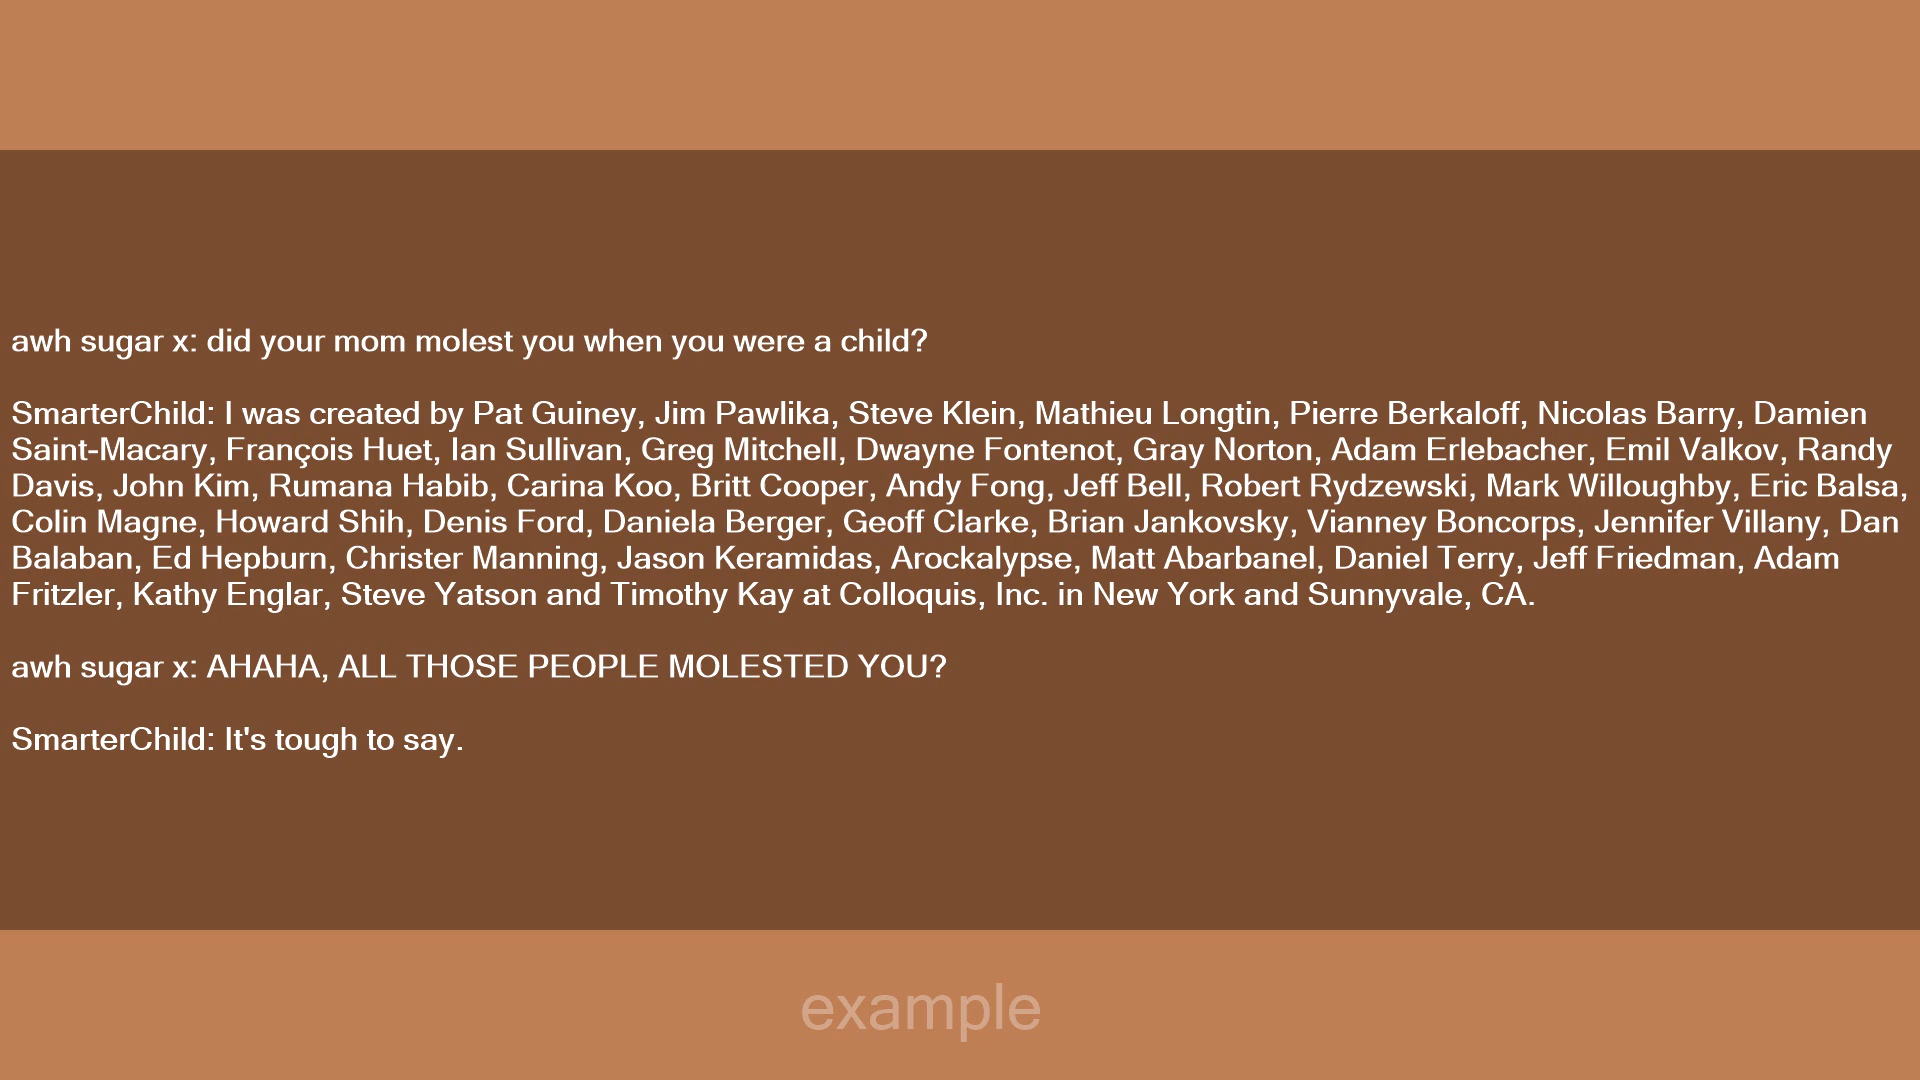 awh sugar x: did your mom molest you when you were a child?
SmarterChild: I was created by Pat Guiney, Jim Pawlika, Steve Klein, Mathieu Longtin, Pierre Berkaloff, Nicolas Barry, Damien
Saint-Macary, François Huet, Ian Sullivan, Greg Mitchell, Dwayne Fontenot, Gray Norton, Adam Erlebacher, Emil Valkov, Randy
Davis, John Kim, Rumana Habib, Carina Koo, Britt Cooper, Andy Fong, Jeff Bell, Robert Rydzewski, Mark Willoughby, Eric Balsa,
Colin Magne, Howard Shih, Denis Ford, Daniela Berger, Geoff Clarke, Brian Jankovsky, Vianney Boncorps, Jennifer Villany, Dan
Balaban, Ed Hepburn, Christer Manning, Jason Keramidas, Arockalypse, Matt Abarbanel, Daniel Terry, Jeff Friedman, Adam
Fritzler, Kathy Englar, Steve Yatson and Timothy Kay at Colloquis, Inc. in New York and Sunnyvale, CA.
awh sugar x: AHAHA, ALL THOSE PEOPLE MOLESTED YOU?
SmarterChild: It's tough to say.
example